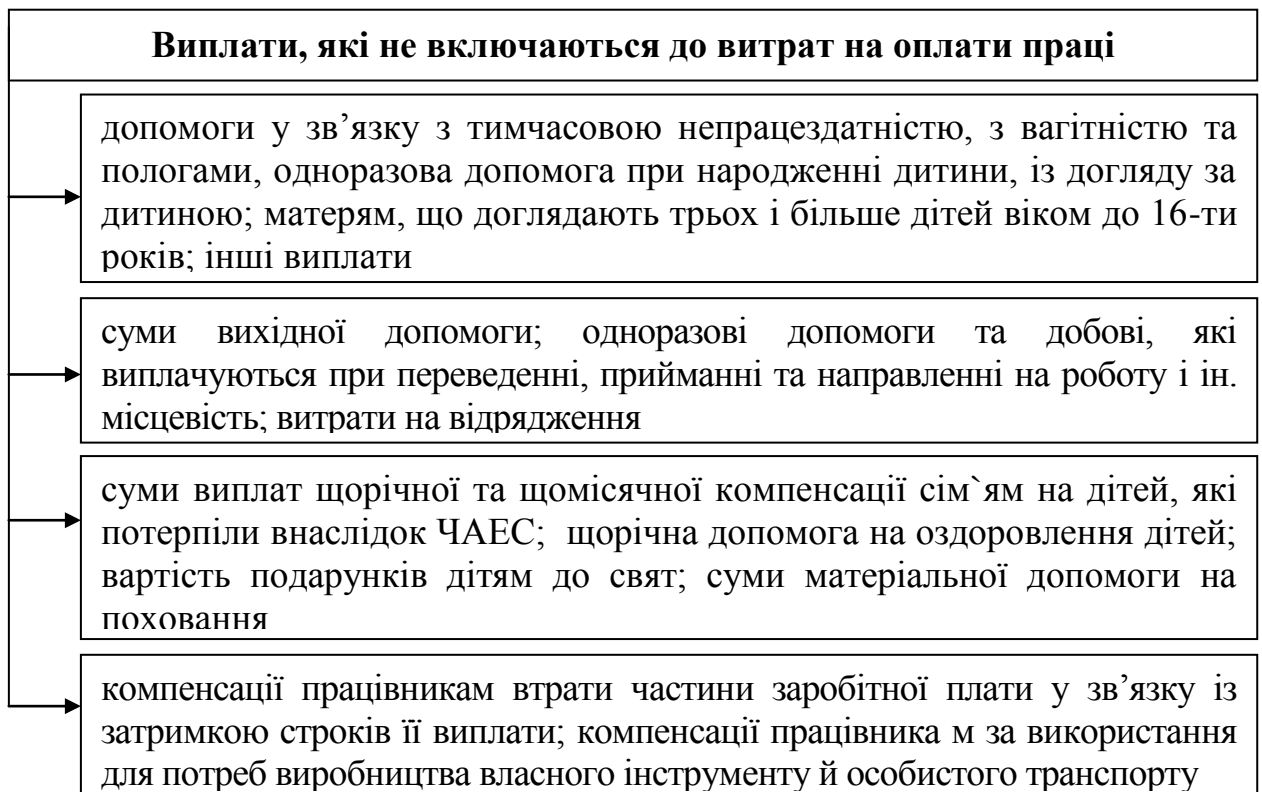 Виплати, які не включаються до витрат на оплати праці
допомоги у зв’язку з тимчасовою непрацездатністю, з вагітністю та
пологами, одноразова допомога при народженні дитини, із догляду за
дитиною; матерям, що доглядають трьох і більше дітей віком до 16-ти
років; інші виплати
суми вихідної допомоги; одноразові допомоги та добові, які
виплачуються при переведенні, прийманні та направленні на роботу і ін.
місцевість; витрати на відрядження
суми виплат щорічної та щомісячної компенсації сім`ям на дітей, які
потерпіли внаслідок ЧАЕС; щорічна допомога на оздоровлення дітей;
вартість подарунків дітям до свят; суми матеріальної допомоги на
поховання
компенсації працівникам втрати частини заробітної плати у зв’язку із
затримкою строків її виплати; компенсації працівника м за використання
для потреб виробництва власного інструменту й особистого транспорту